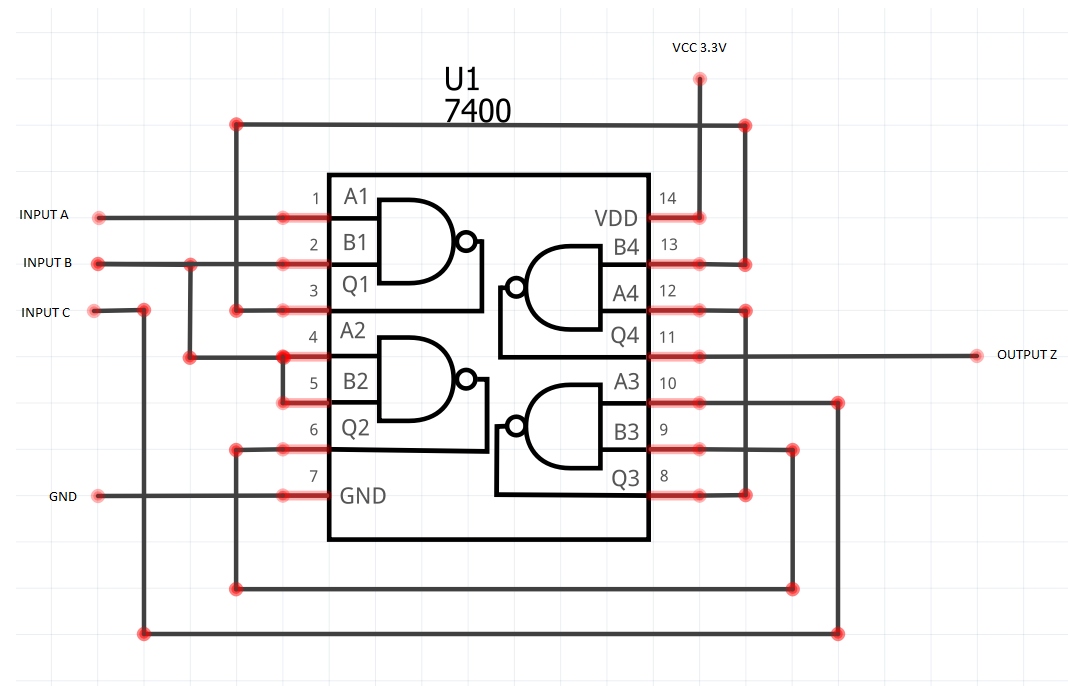 VCC 3.3V
U1
7400
INPUT A
INPUT B
INPUT C
GND
1
2
3
4
5
6
7
A1
B1
Q1
A2
B2
Q2
GND
VDD
B4
A4
Q4
A3
B3
Q3
14
13
12
11
10
9
8
OUTPUT Z